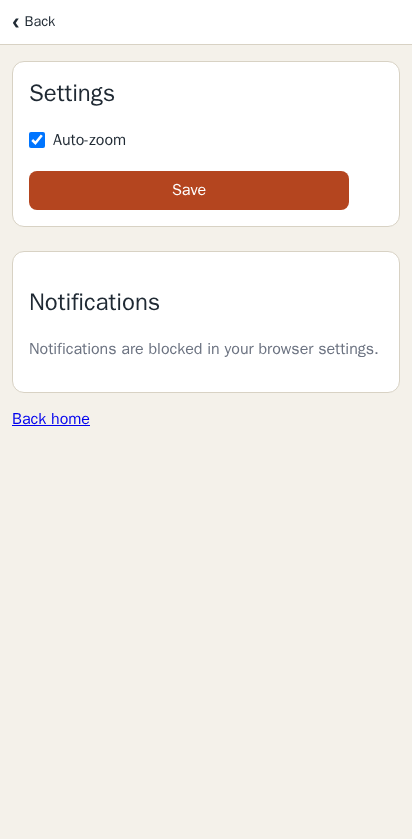 ‹ Back
Settings
Auto-zoom
Save
Notifications
Notifications are blocked in your browser settings.
Back home